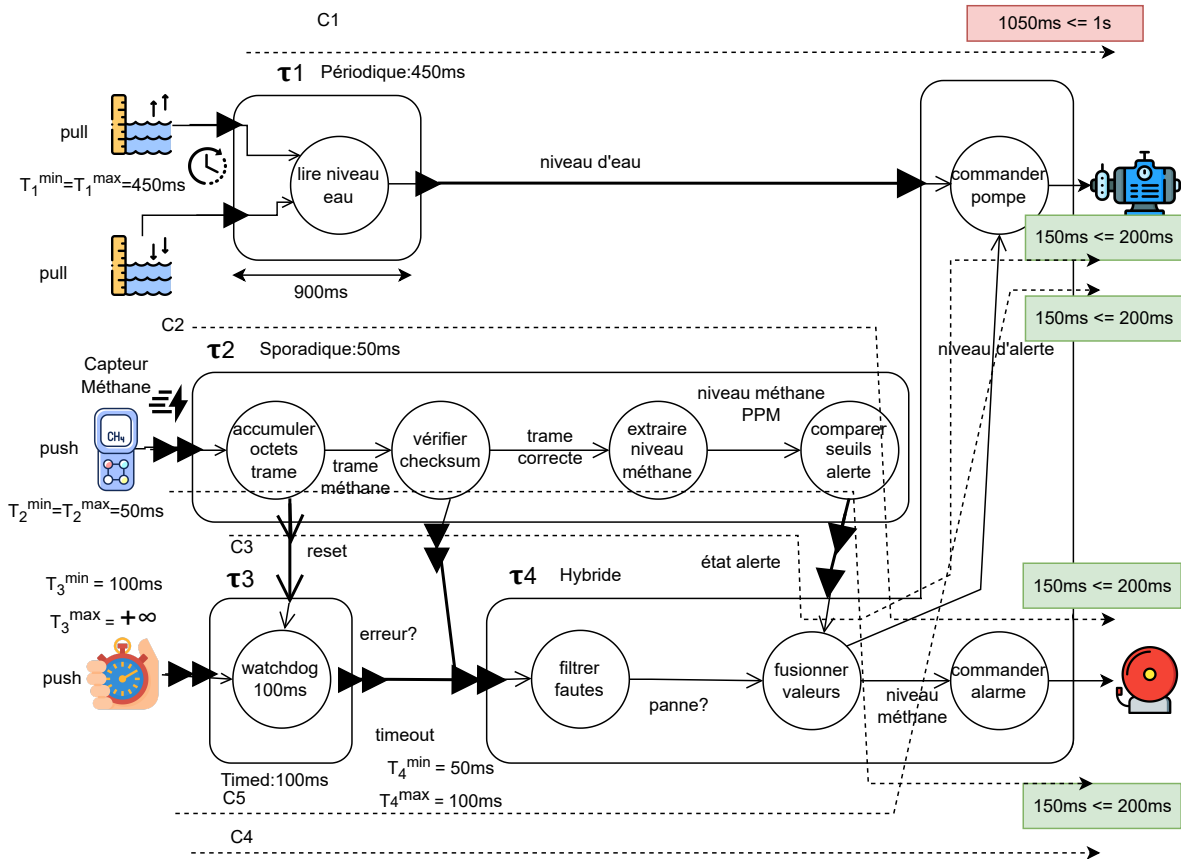 C1
1050ms <= 1s
τ1 Périodique:450ms
pull
T1min=T1max=450ms
lire niveau
eau
niveau d'eau
commander
pompe
pull
900ms
150ms <= 200ms
150ms <= 200ms
C2
τ2 Sporadique:50ms
niveau d'alerte
Capteur
Méthane
CH4
push
accumuler
octets
trame
trame
méthane
vérifier
checksum
trame
correcte
extraire
niveau
méthane
niveau méthane
PPM
comparer
seuils
alerte
T2min=T2max=50ms
C3
reset
état alerte
T3min = 100ms
T3max = +∞
τ3
τ4 Hybride
150ms <= 200ms
push
watchdog
100ms
erreur?
filtrer
fautes
panne?
fusionner
valeurs
niveau
méthane
commander
alarme
timeout
Timed:100ms
T4min = 50ms
T4max = 100ms
C5
150ms <= 200ms
C4